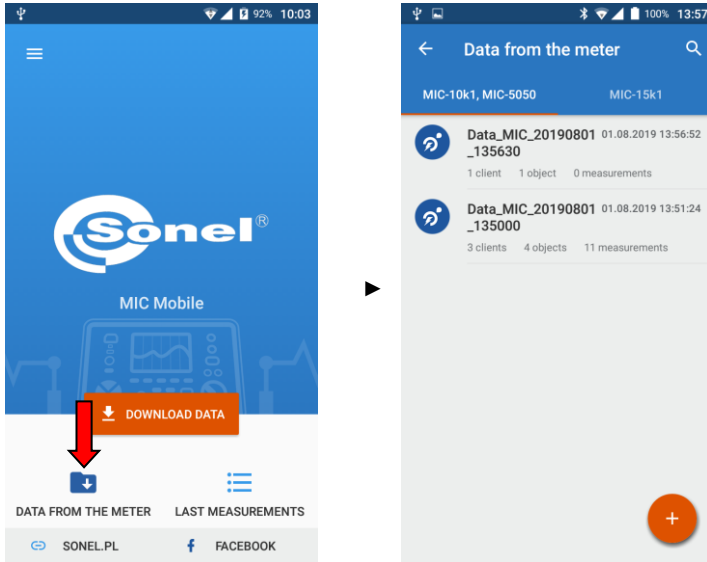 92% 10:03
Sonel®
MIC Mobile
DOWNLOAD DATA
DATA FROM THE METER LAST MEASUREMENTS
SONEL.PL FACEBOOK
100% 13:57
Data from the meter
MIC-10k1, MIC-5050 MIC-15k1
Data_MIC_20190801 01.08.2019 13:56:52
_135630
1 client 1 object 0 measurements
Data_MIC_20190801 01.08.2019 13:51:24
_135000
3 clients 4 objects 11 measurements